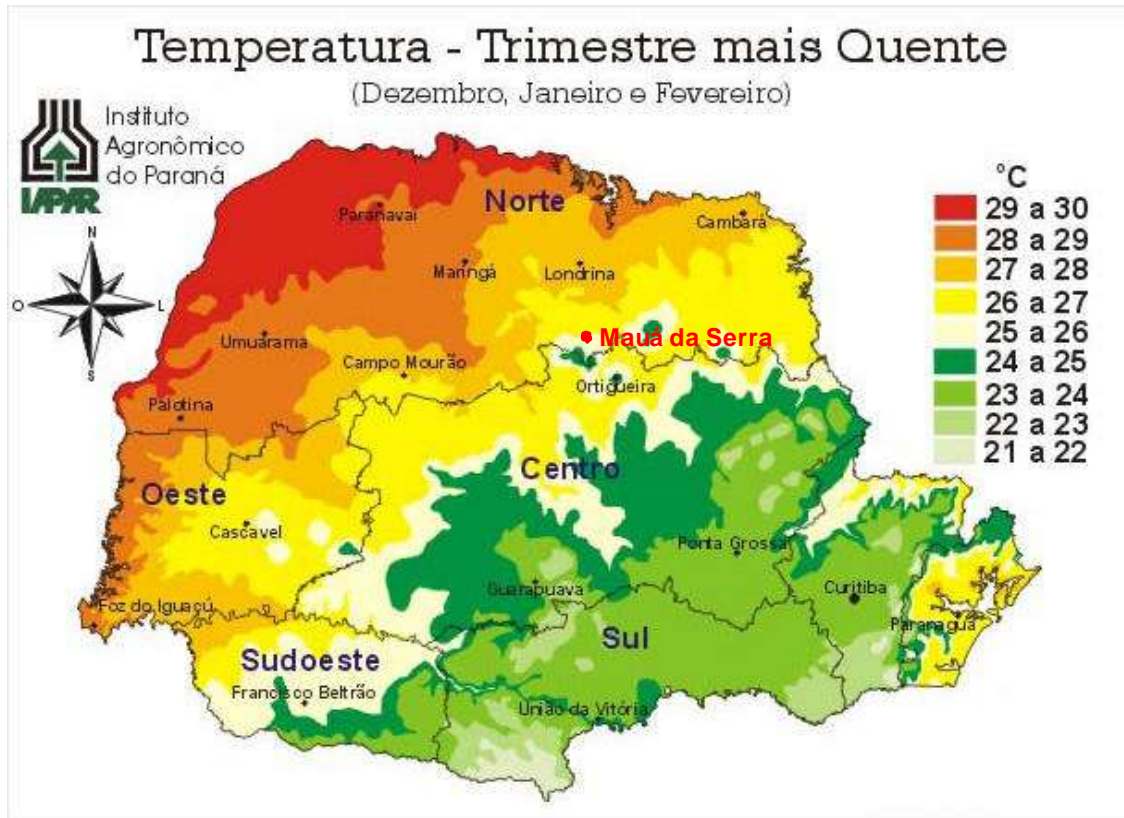 Temperatura - Trimestre mais Quente
(Dezembro, Janeiro e Fevereiro)
Instituto
Agronômico
do Paraná
IAPAR
N
O
L
S
°C
29 a 30
28 a 29
27 a 28
26 a 27
25 a 26
24 a 25
23 a 24
22 a 23
21 a 22
Norte
Paranavaí
Cambará
Maringá
Londrina
Umuarama
Mauá da Serra
Campo Mourão
Ortigueira
Palotina
Centro
Oeste
Cascavel
Ponta Grossa
Guarapuava
Curitiba
Foz do Iguaçú
Paranaguá
Sul
Sudoeste
Francisco Beltrão
União da Vitória